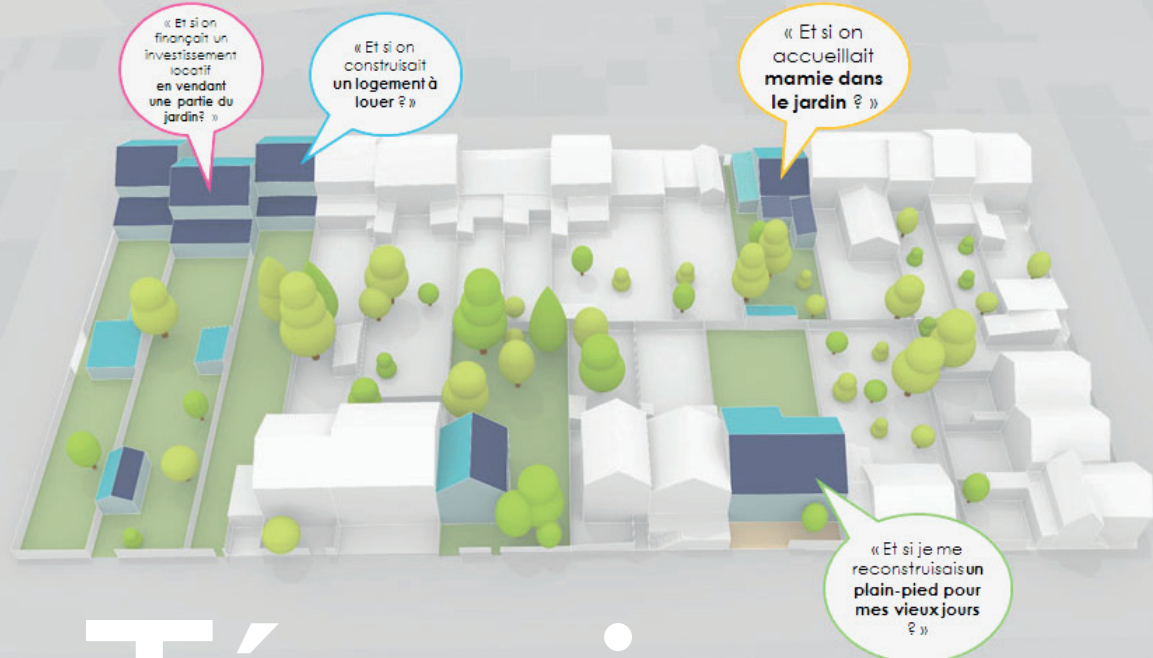 « Et si on
finançait un
investissement
locatif
en vendant
une partie du
jardin? »
« Et si on
construisait
un logement à
louer ? »
« Et si on
accueillait
mamie dans
le jardin ? »
« Et si je me
reconstruisais un
plain-pied pour
mes vieux jours
? »